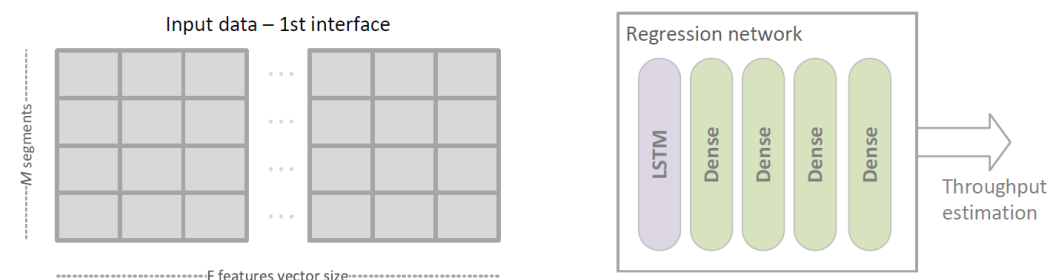 Input data – 1st interface
M segments
F features vector size
Regression network
LSTM
Dense
Dense
Dense
Dense
Throughput
estimation